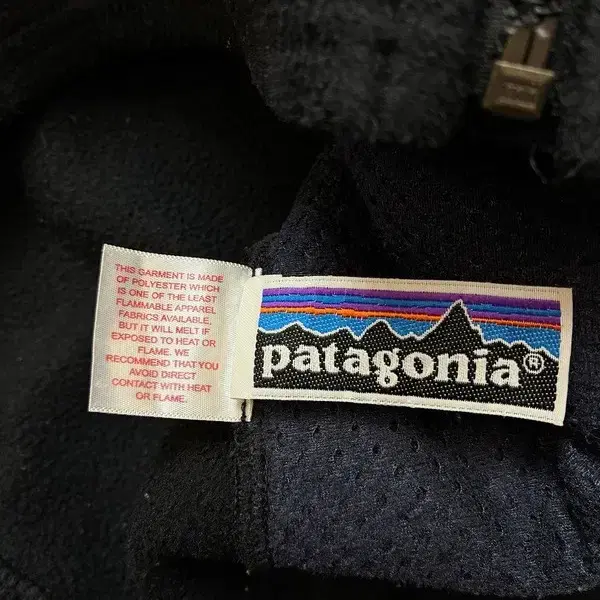 THIS GARMENT IS MADE
OF POLYESTER WHICH
IS ONE OF THE LEAST
FLAMMABLE APPAREL
FABRICS AVAILABLE,
BUT IT WILL MELT IF
EXPOSED TO HEAT OR
FLAME. WE
RECOMMEND THAT YOU
AVOID DIRECT
CONTACT WITH HEAT
OR FLAME.
patagonia®